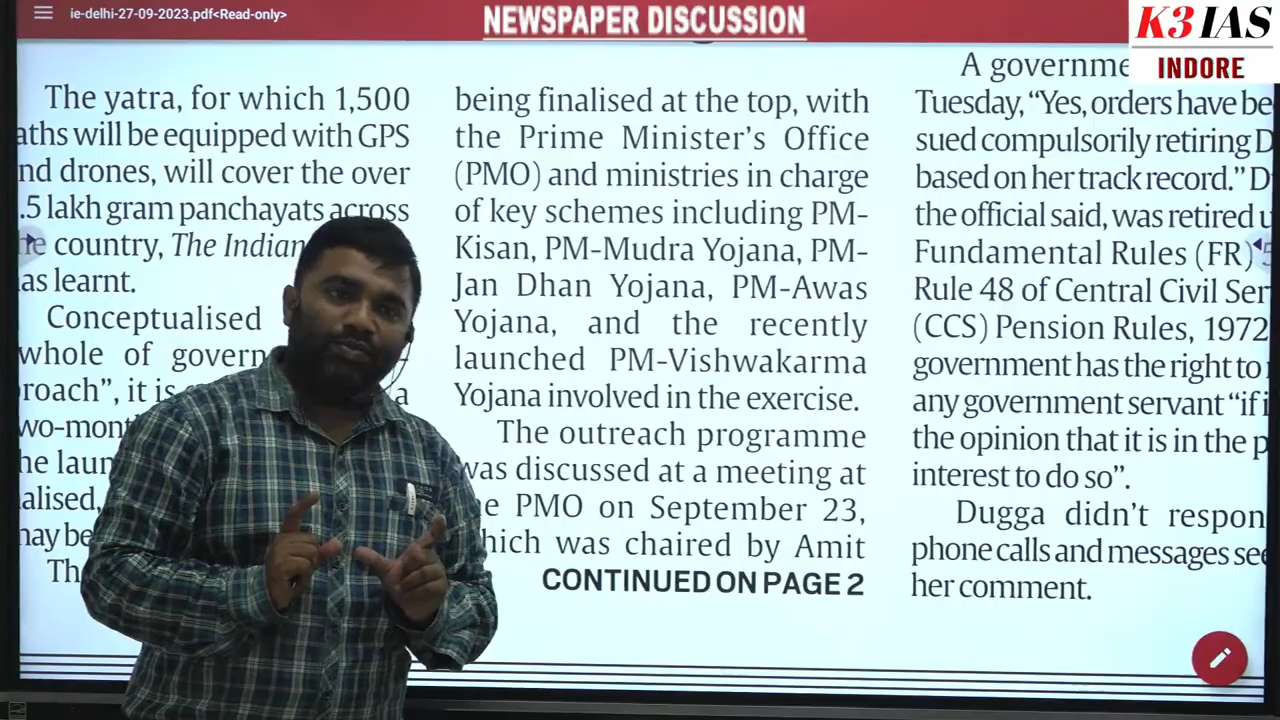 ie-delhi-27-09-2023.pdf<Read-only>
NEWSPAPER DISCUSSION
K3 IAS
INDORE
The yatra, for which 1,500
aths will be equipped with GPS
nd drones, will cover the over
.5 lakh gram panchayats across
he country, The Indian
as learnt.
Conceptualised
whole of govern
roach", it is
wo-mont
he laun
alised,
may be
Th
being finalised at the top, with
the Prime Minister's Office
(PMO) and ministries in charge
of key schemes including PM-
Kisan, PM-Mudra Yojana, PM-
Jan Dhan Yojana, PM-Awas
Yojana, and the recently
launched PM-Vishwakarma
Yojana involved in the exercise.
The outreach programme
was discussed at a meeting at
e PMO on September 23,
hich was chaired by Amit
CONTINUED ON PAGE 2
A governme
Tuesday, "Yes, orders have be
sued compulsorily retiring D
based on her track record." D
the official said, was retired u
Fundamental Rules (FR) 5
Rule 48 of Central Civil Ser
(CCS) Pension Rules, 1972
government has the right to
any government servant "if i
the opinion that it is in the p
interest to do so".
Dugga didn't respon
phone calls and messages see
her comment.